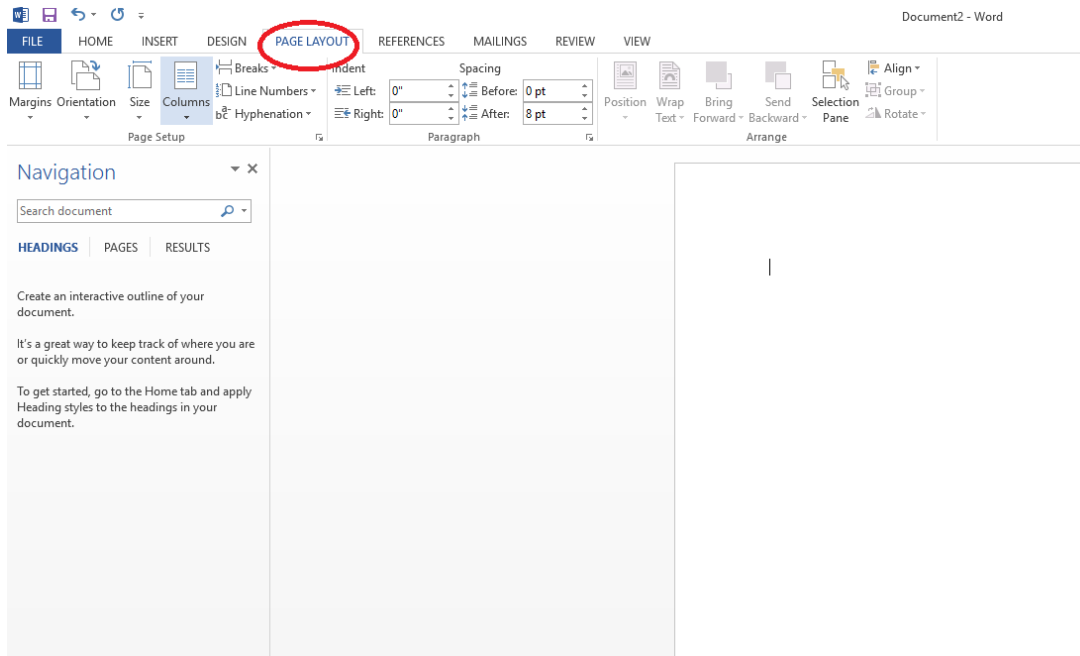 Document2 - Word
FILE HOME INSERT DESIGN PAGE LAYOUT REFERENCES MAILINGS REVIEW VIEW
Breaks Indent Spacing Align
Line Numbers Left: 0" Before: 0 pt Group
Margins Orientation Size Columns Position Wrap Bring Send Selection
Hyphenation Right: 0" After: 8 pt Text Forward Backward Pane Rotate
Page Setup Paragraph Arrange
Navigation
Search document
HEADINGS PAGES RESULTS
Create an interactive outline of your
document.
It's a great way to keep track of where you are
or quickly move your content around.
To get started, go to the Home tab and apply
Heading styles to the headings in your
document.